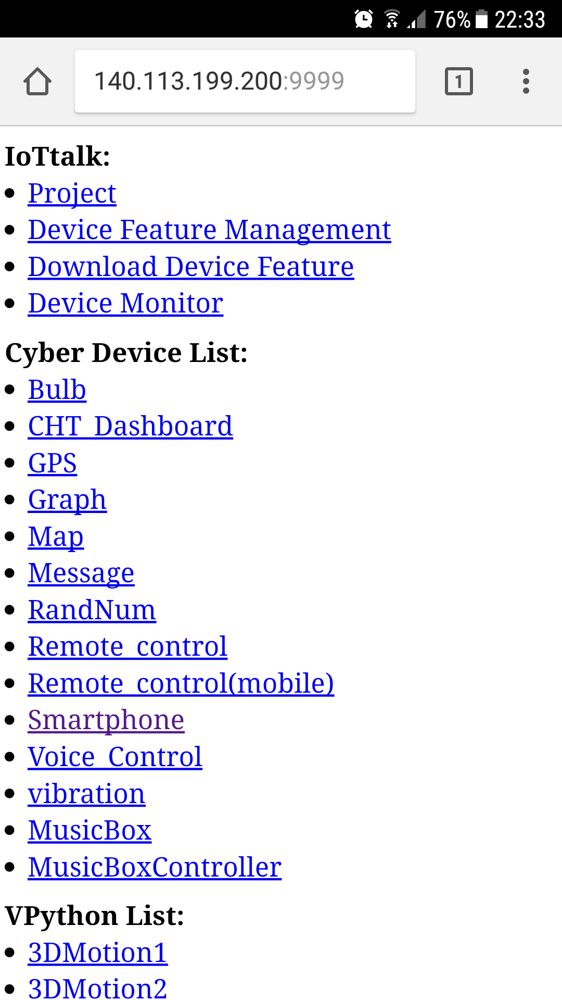 76% 22:33
140.113.199.200:9999
1
IoTtalk:
Project
Device Feature Management
Download Device Feature
Device Monitor
Cyber Device List:
Bulb
CHT_Dashboard
GPS
Graph
Map
Message
RandNum
Remote_control
Remote_control(mobile)
Smartphone
Voice_Control
vibration
MusicBox
MusicBoxController
VPython List:
3DMotion1
3DMotion2